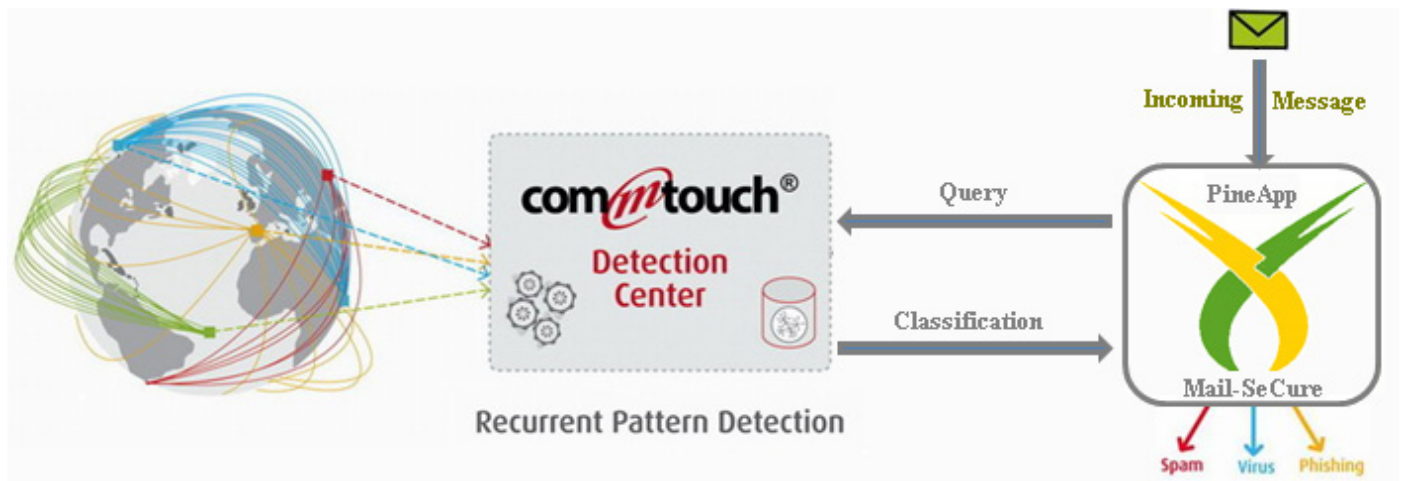 Incoming Message
commtouch®
Detection
Center
Query
PineApp
Classification
Mail-SeCure
Recurrent Pattern Detection
Spam Virus Phishing